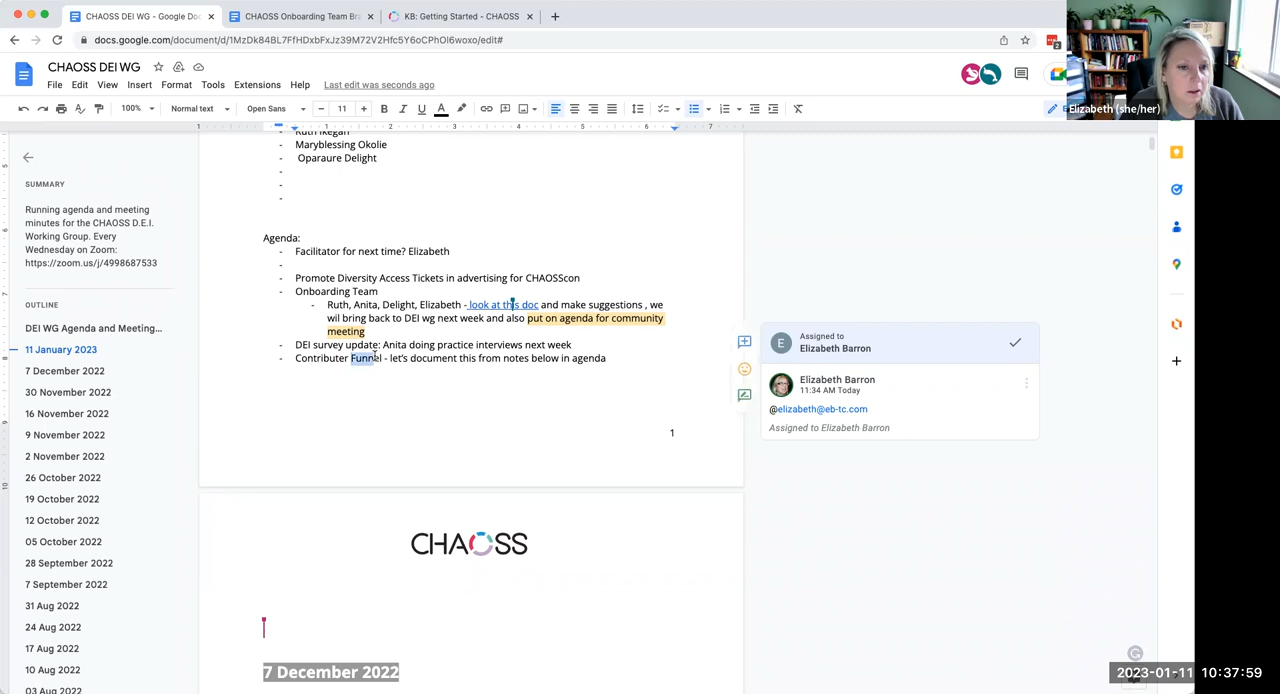 CHAOSS DEI WG - Google Doc
CHAOSS Onboarding Team Bra
KB: Getting Started - CHAOSS
docs.google.com/document/d/1MzDk84BL7FfHDxbFxJz39M72V2Hfc5Y6oCPhOl6woxo/edit#
CHAOSS DEI WG
File Edit View Insert Format Tools Extensions Help Last edit was seconds ago
100% Normal text Open Sans 11
Elizabeth (she/her)
SUMMARY
Running agenda and meeting
minutes for the CHAOSS D.E.I.
Working Group. Every
Wednesday on Zoom:
https://zoom.us/j/4998687533
OUTLINE
DEI WG Agenda and Meeting...
11 January 2023
7 December 2022
30 November 2022
16 November 2022
9 November 2022
2 November 2022
26 October 2022
19 October 2022
12 October 2022
05 October 2022
28 September 2022
7 September 2022
31 Aug 2022
24 Aug 2022
17 Aug 2022
10 Aug 2022
03 Aug 2022
Ruth Ikegah
- Maryblessing Okolie
- Oparaure Delight
-
-
-
Agenda:
- Facilitator for next time? Elizabeth
-
- Promote Diversity Access Tickets in advertising for CHAOSScon
- Onboarding Team
- Ruth, Anita, Delight, Elizabeth - look at this doc and make suggestions , we
wil bring back to DEI wg next week and also put on agenda for community
meeting
- DEI survey update: Anita doing practice interviews next week
- Contributer Funnel - let's document this from notes below in agenda
1
CHAOSS
7 December 2022
E
Assigned to
Elizabeth Barron
Elizabeth Barron
11:34 AM Today
@elizabeth@eb-tc.com
Assigned to Elizabeth Barron
2023-01-11 10:37:59